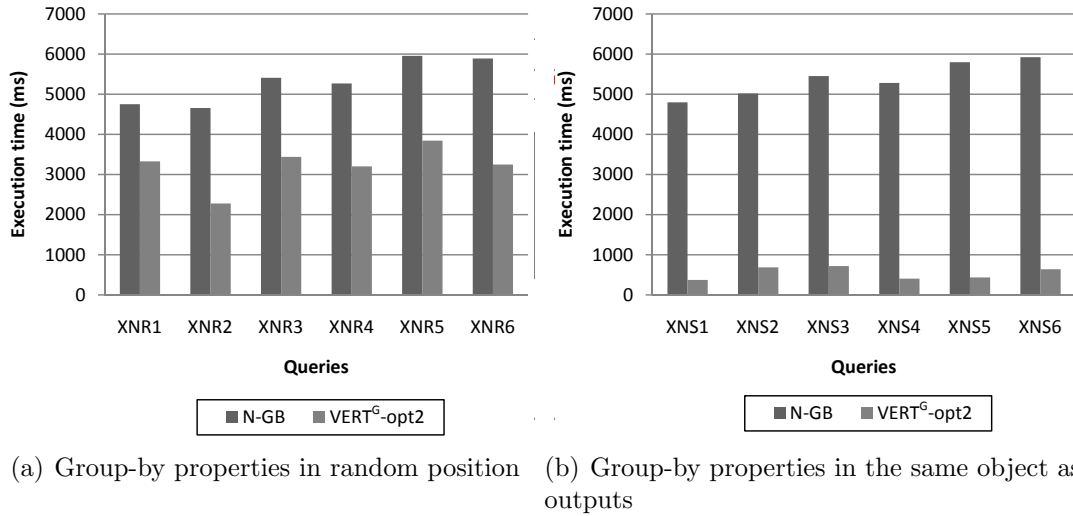 7000
6000
5000
4000
3000
2000
1000
0
Execution time (ms)
XNR1 XNR2 XNR3 XNR4 XNR5 XNR6
Queries
N-GB VERT^G-opt2
(a) Group-by properties in random position
7000
6000
5000
4000
3000
2000
1000
0
Execution time (ms)
XNS1 XNS2 XNS3 XNS4 XNS5 XNS6
Queries
N-GB VERT^G-opt2
(b) Group-by properties in the same object as
outputs